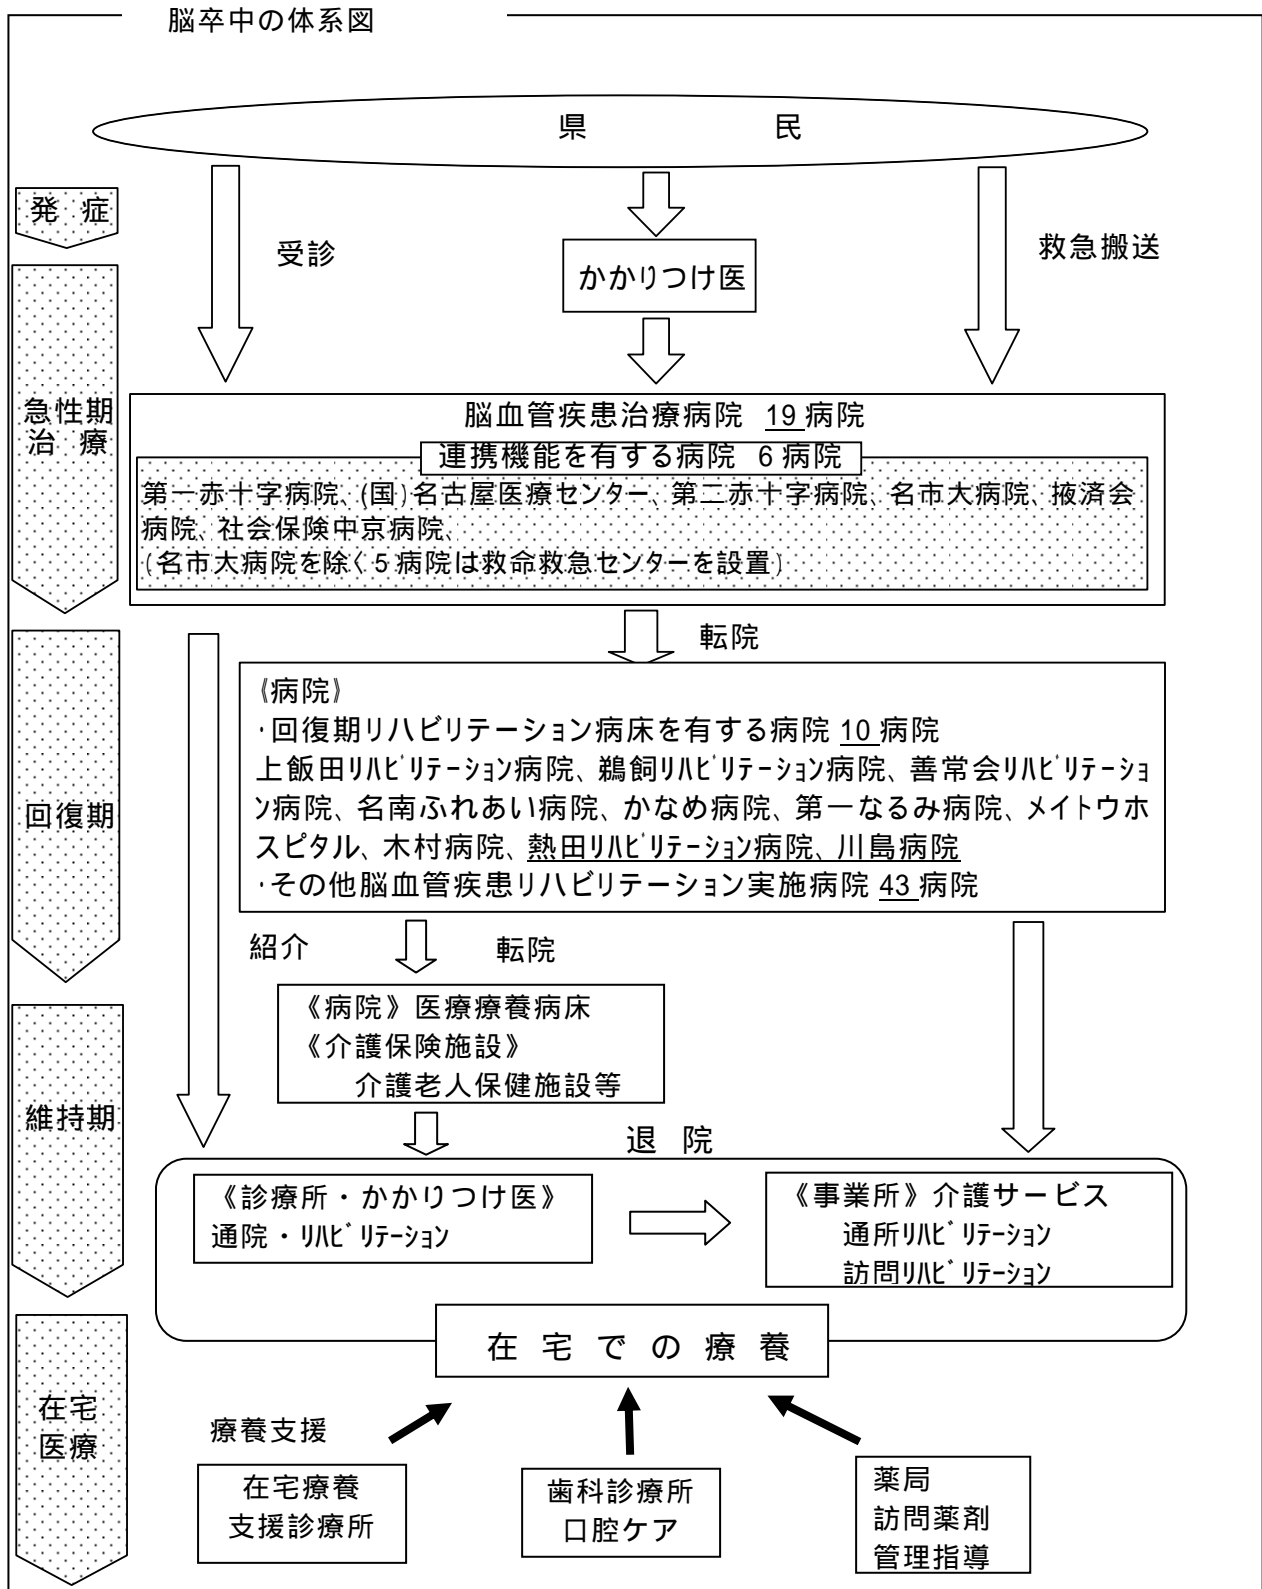 脳卒中の体系図
県　　民
発　症
受診
かかりつけ医
救急搬送
急性期
治　療
脳血管疾患治療病院　19 病院
連携機能を有する病院　6 病院
第一赤十字病院、(国)名古屋医療センター、第二赤十字病院、名市大病院、掖済会
病院、社会保険中京病院、
(名市大病院を除く 5 病院は救命救急センターを設置)
転院
回復期
《病院》
・回復期リハビリテーション病床を有する病院 10 病院
上飯田ﾘﾊﾋﾞﾘﾃｰｼｮﾝ病院、鵜飼ﾘﾊﾋﾞﾘﾃｰｼｮﾝ病院、善常会ﾘﾊﾋﾞﾘﾃｰｼｮ
ﾝ病院、名南ふれあい病院、かなめ病院、第一なるみ病院、メイトウホ
スピタル、木村病院、熱田ﾘﾊﾋﾞﾘﾃｰｼｮﾝ病院、川島病院
・その他脳血管疾患リハビリテーション実施病院 43 病院
紹介
転院
維持期
《病院》医療療養病床
《介護保険施設》
介護老人保健施設等
退　院
《診療所・かかりつけ医》
通院・ﾘﾊﾋﾞﾘﾃｰｼｮﾝ
《事業所》介護サービス
通所ﾘﾊﾋﾞﾘﾃｰｼｮﾝ
訪問ﾘﾊﾋﾞﾘﾃｰｼｮﾝ
在　宅　で　の　療　養
在宅
医療
療養支援
在宅療養
支援診療所
歯科診療所
口腔ケア
薬局
訪問薬剤
管理指導